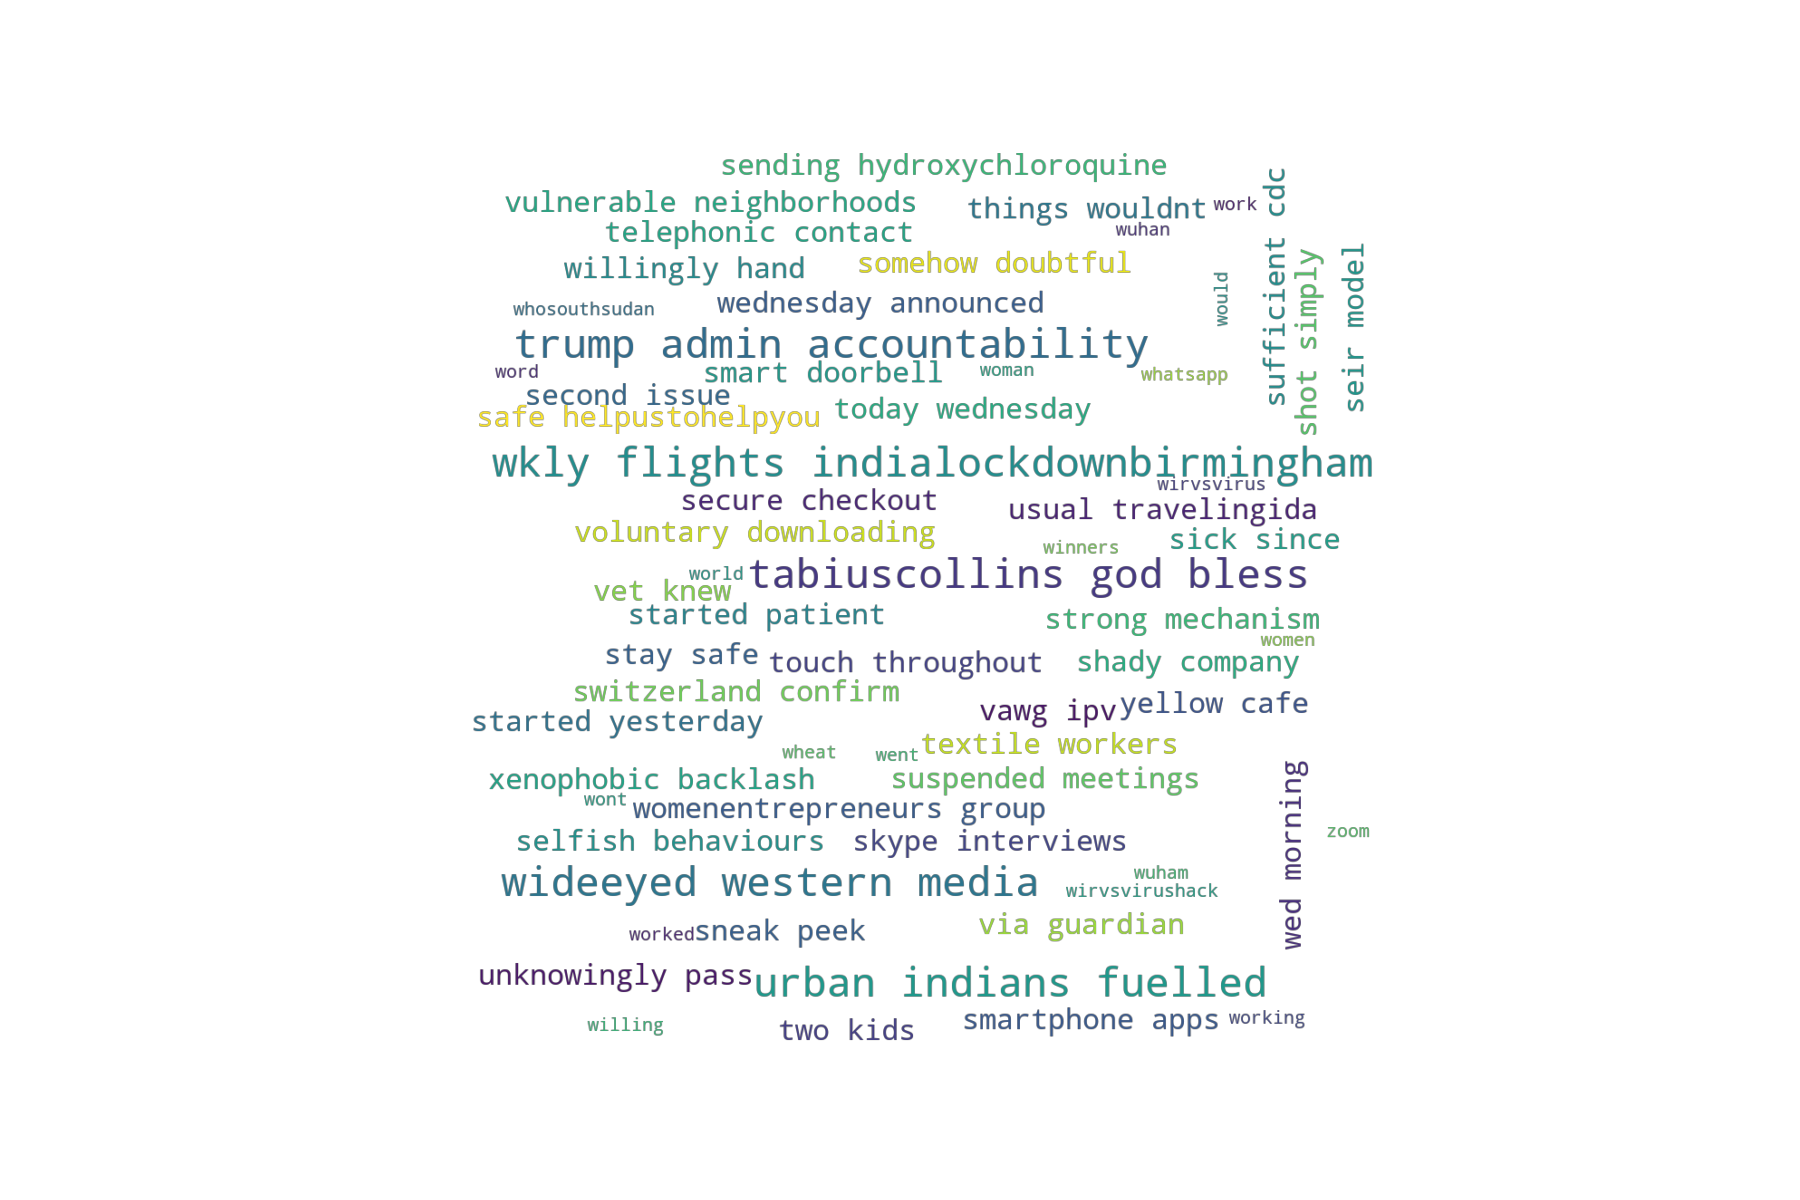 sending hydroxychloroquine
vulnerable neighborhoods
things wouldnt
work
telephonic contact
wuhan
willingly hand
somehow doubtful
sufficient cdc
shot simply
seir model
would
whosouthsudan
wednesday announced
trump admin accountability
word
smart doorbell
woman
whatsapp
second issue
safe helpustohelpyou
today wednesday
wkly flights indialockdownbirmingham
wirvsvirus
secure checkout
usual travelingida
voluntary downloading
winners
sick since
world
tabiuscollins god bless
vet knew
started patient
strong mechanism
women
stay safe
touch throughout
shady company
switzerland confirm
vawg ipv
yellow cafe
started yesterday
textile workers
wheat
went
xenophobic backlash
suspended meetings
wed morning
wont
womenentrepreneurs group
zoom
selfish behaviours
skype interviews
wideeyed western media
wuham
wirvsvirushack
worked
sneak peek
via guardian
unknowingly pass
urban indians fuelled
willing
two kids
smartphone apps
working